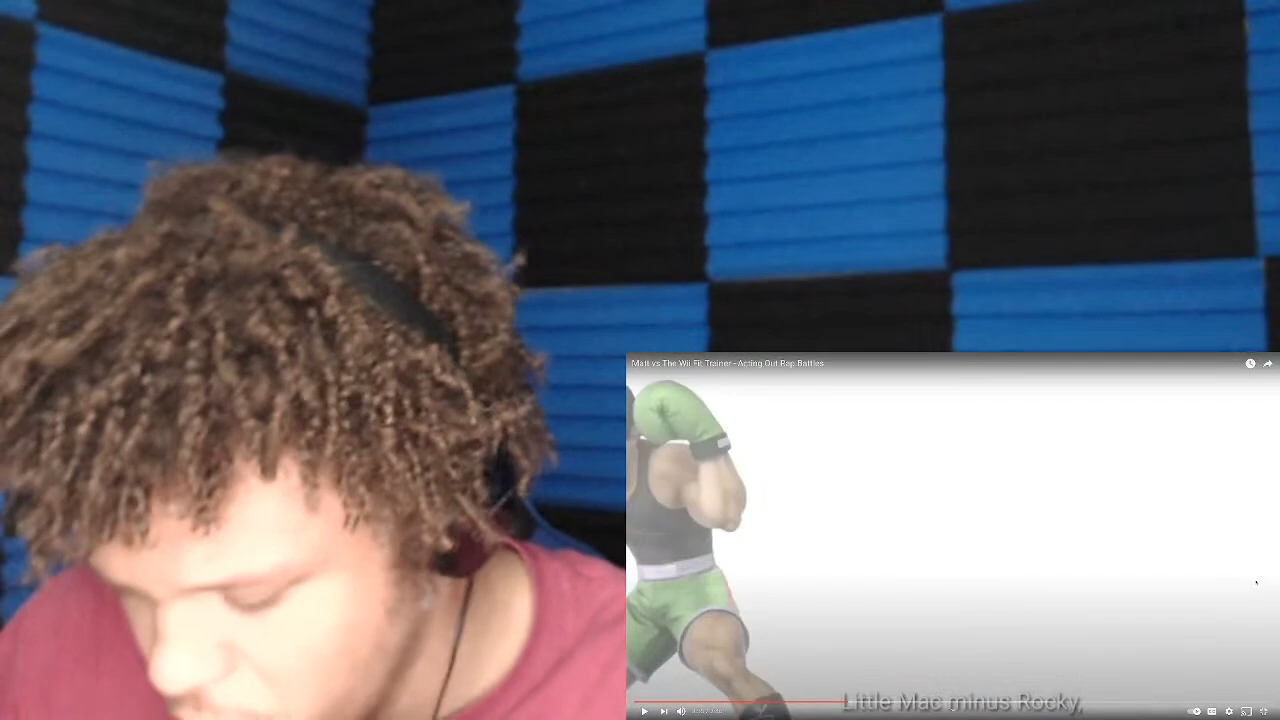 Matt vs The Wii Fit Trainer - Acting Out Rap Battles
Little Mac minus Rocky,